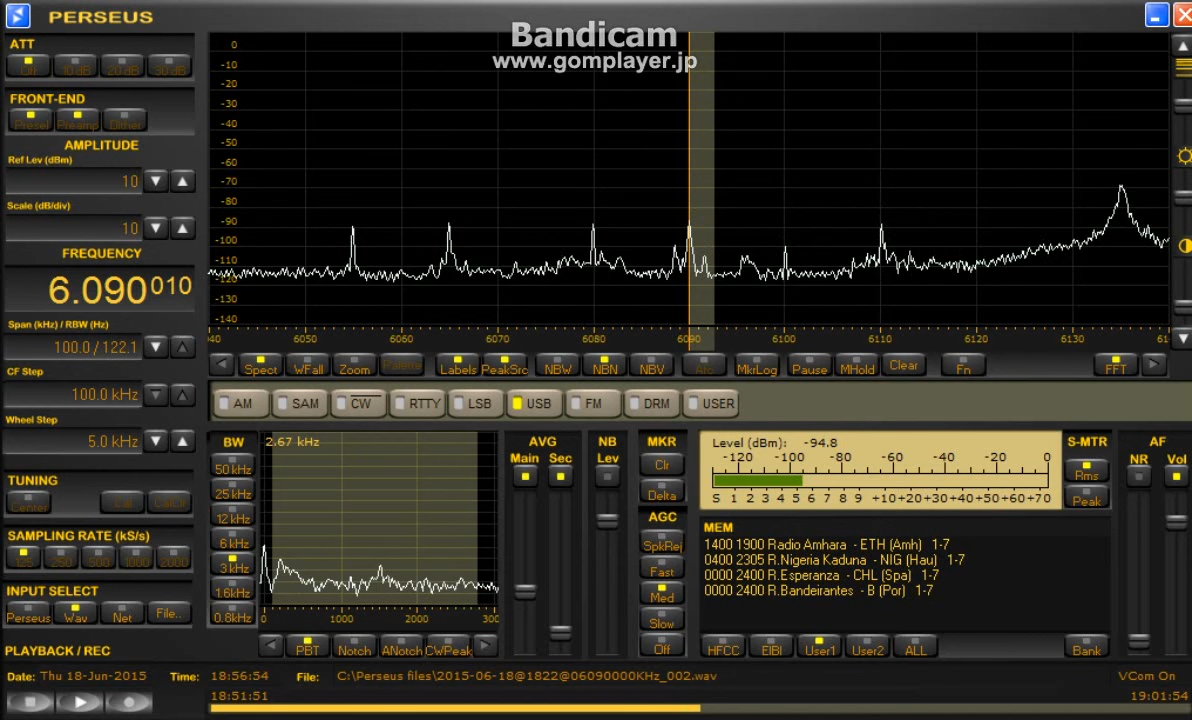 PERSEUS
Bandicam
www.gomplayer.jp
ATT
Off 10 dB 20 dB 30 dB
FRONT-END
Presel Preamp Dither
AMPLITUDE
Ref Lev (dBm)
10
Scale (dB/div)
10
FREQUENCY
6.090010
Span (kHz) / RBW (Hz)
100.0 / 122.1
CF Step
100.0 kHz
Wheel Step
5.0 kHz
TUNING
Center
SAMPLING RATE (kS/s)
125 250 500 1000 2000
INPUT SELECT
Perseus Wav Net File..
PLAYBACK / REC
0
-10
-20
-30
-40
-50
-60
-70
-80
-90
-100
-110
-120
-130
-140
6050 6060 6070 6080 6090 6100 6110 6120 6130
Spect WFall Zoom Palette Labels PeakSrc NBW NBN NBV MkrLog Pause MHold Clear Fn FFT
AM SAM CW RTTY LSB USB FM DRM USER
BW
50 kHz
25 kHz
12 kHz
6 kHz
3 kHz
1.6kHz
0.8kHz
2.67 kHz
0 1000 2000
PBT Notch ANotch CWPeak
AVG
Main Sec
NB
Lev
MKR
Clr
Delta
AGC
SpkRej
Fast
Med
Slow
Off
Level (dBm): -94.8
-120 -100 -80 -60 -40 -20 0
S 1 2 3 4 5 6 7 8 9 +10+20+30+40+50+60+70
S-MTR
Rms
Peak
AF
NR Vol
MEM
1400 1900 Radio Amhara - ETH (Amh) 1-7
0400 2305 R.Nigeria Kaduna - NIG (Hau) 1-7
0000 2400 R.Esperanza - CHL (Spa) 1-7
0000 2400 R.Bandeirantes - B (Por) 1-7
HFCC EIBI User1 User2 ALL Bank
Date: Thu 18-Jun-2015 Time: 18:56:54 File: C:\Perseus files\2015-06-18@1822@06090000KHz_002.wav VCom On
18:51:51 19:01:54